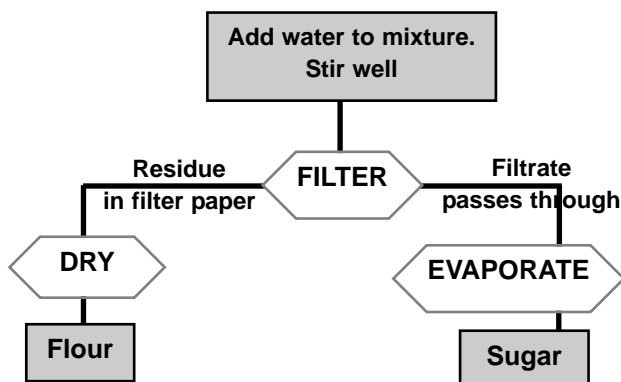 Add water to mixture.
Stir well
FILTER
Residue
in filter paper
Filtrate
passes through
DRY
EVAPORATE
Flour
Sugar